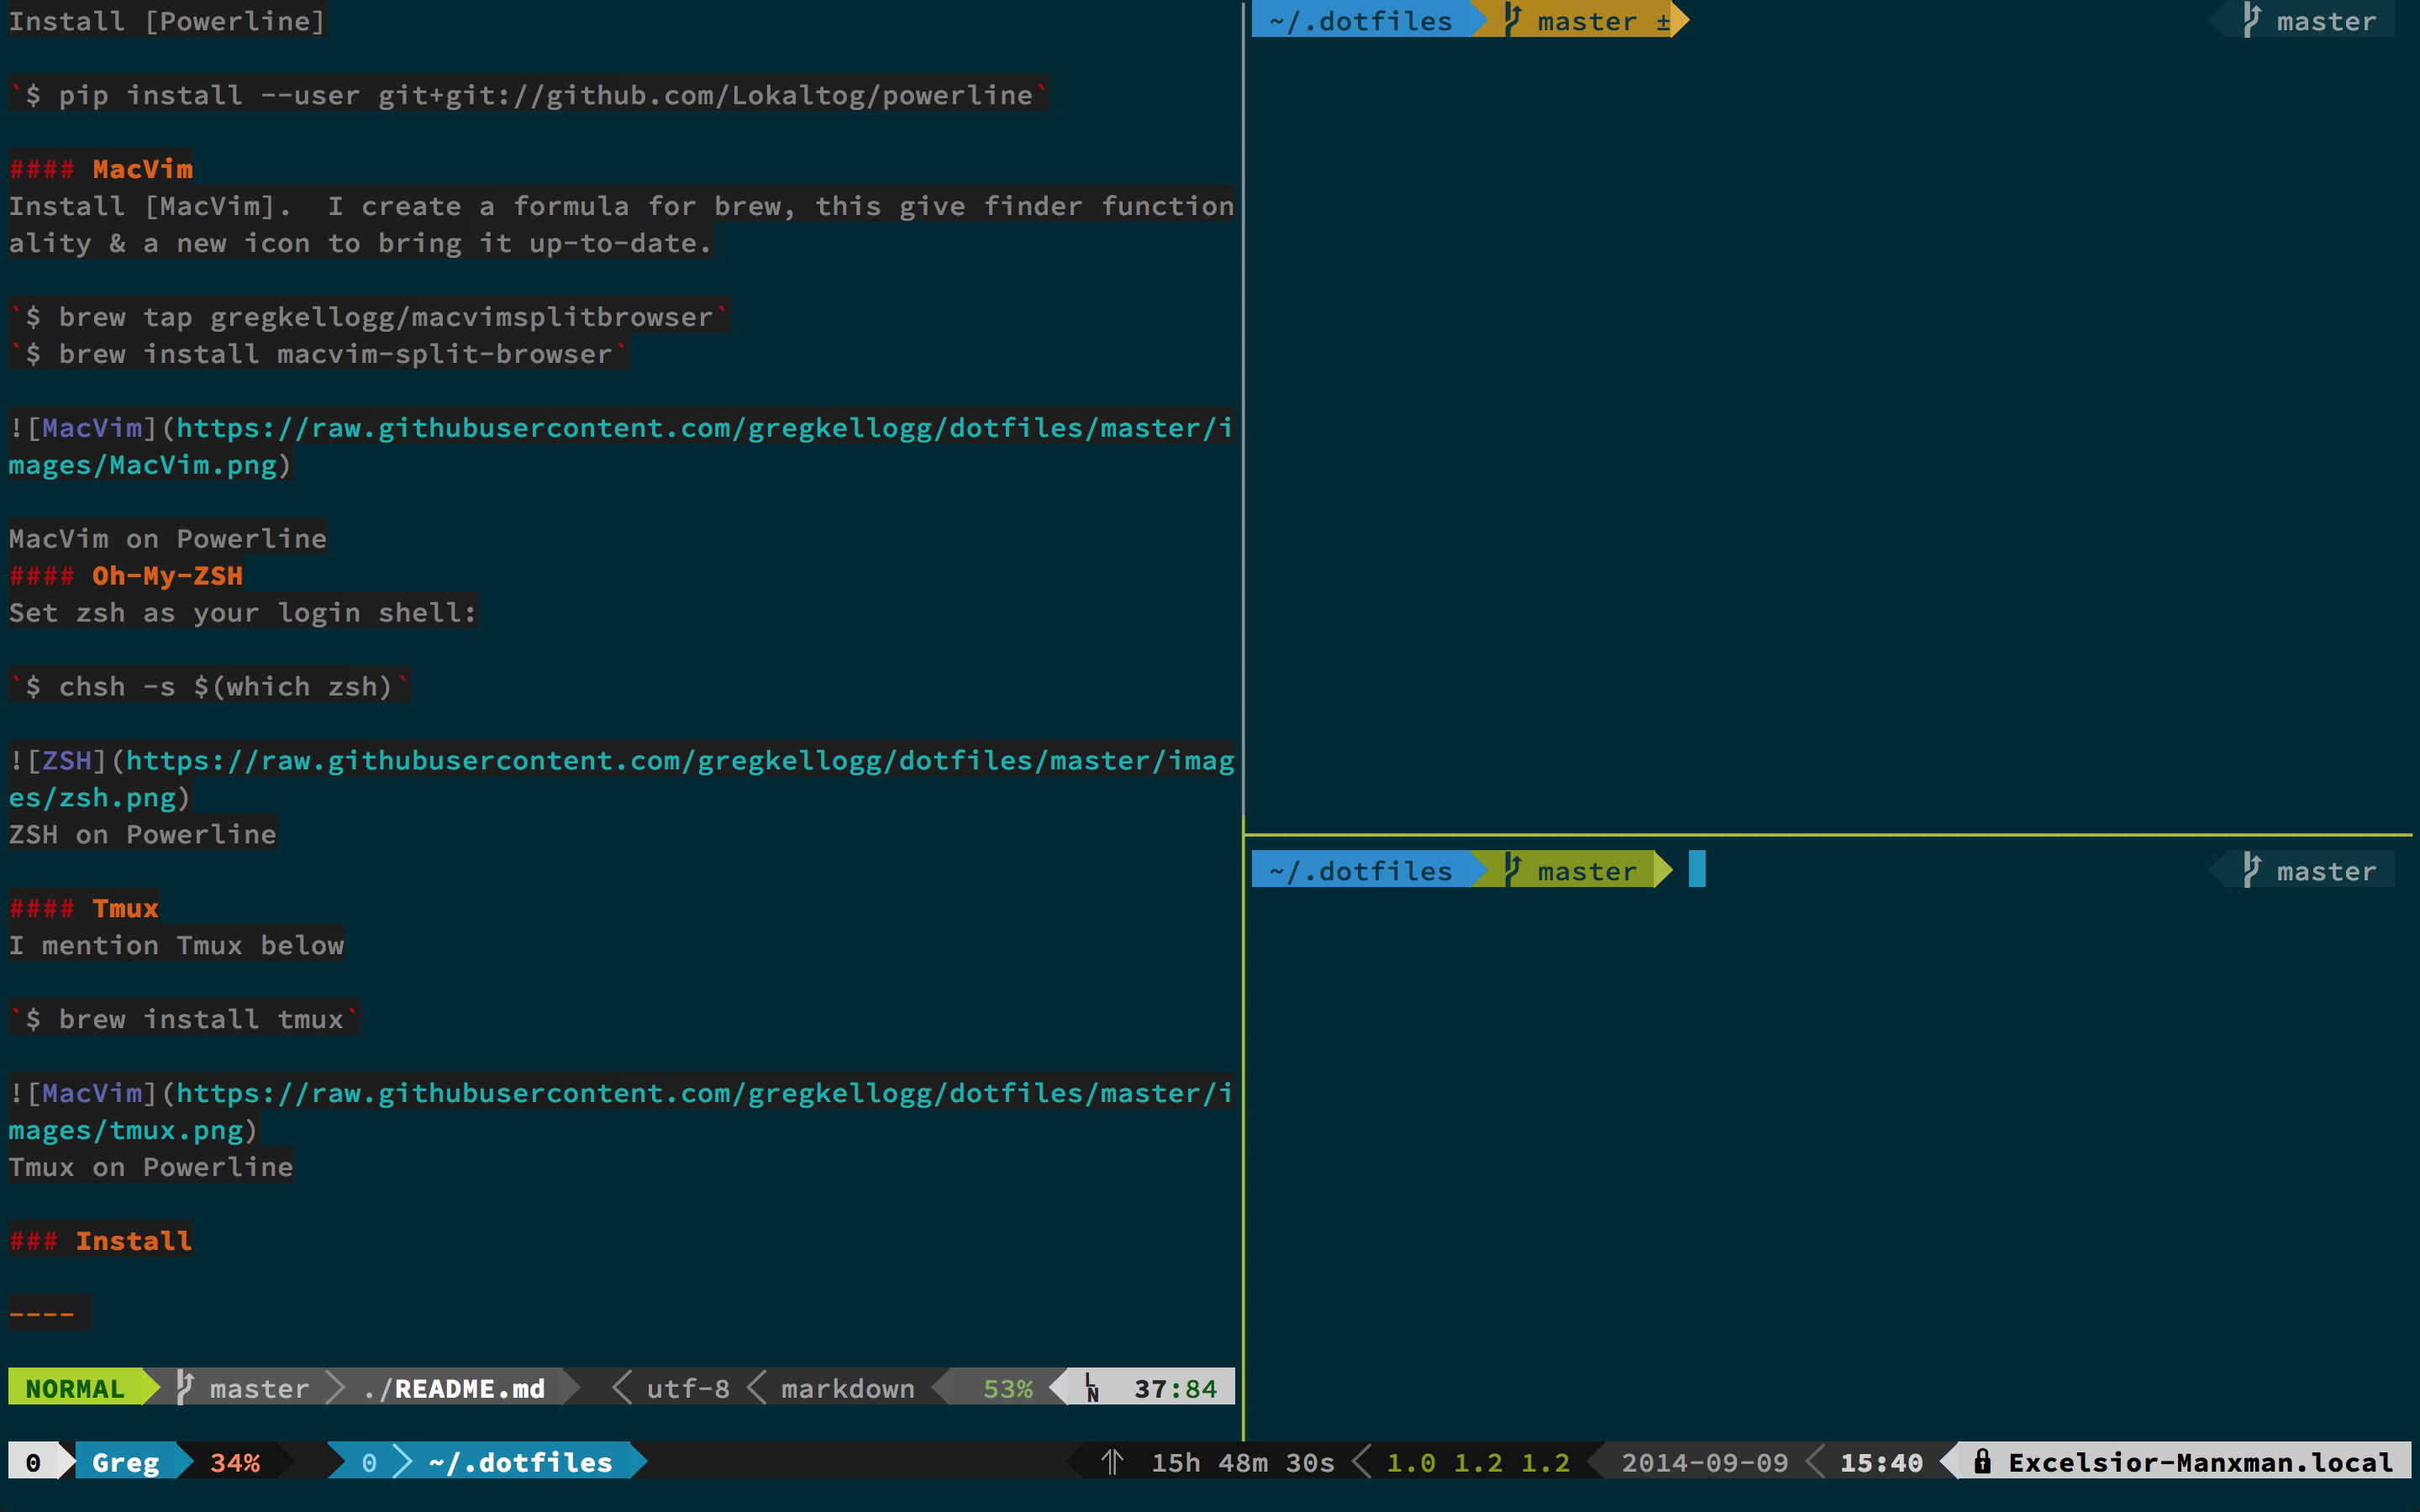 Install [Powerline]
`$ pip install --user git+git://github.com/Lokaltog/powerline`
#### MacVim
Install [MacVim].  I create a formula for brew, this give finder function
ality & a new icon to bring it up-to-date.
`$ brew tap gregkellogg/macvimsplitbrowser`
`$ brew install macvim-split-browser`
![MacVim](https://raw.githubusercontent.com/gregkellogg/dotfiles/master/i
mages/MacVim.png)
MacVim on Powerline
#### Oh-My-ZSH
Set zsh as your login shell:
`$ chsh -s $(which zsh)`
![ZSH](https://raw.githubusercontent.com/gregkellogg/dotfiles/master/imag
es/zsh.png)
ZSH on Powerline
#### Tmux
I mention Tmux below
`$ brew install tmux`
![MacVim](https://raw.githubusercontent.com/gregkellogg/dotfiles/master/i
mages/tmux.png)
Tmux on Powerline
### Install
----
NORMAL master ./README.md utf-8 markdown 53% LN 37:84
~/.dotfiles master ± master
~/.dotfiles master master
0 Greg 34% 0 ~/.dotfiles 15h 48m 30s 1.0 1.2 1.2 2014-09-09 15:40 Excelsior-Manxman.local